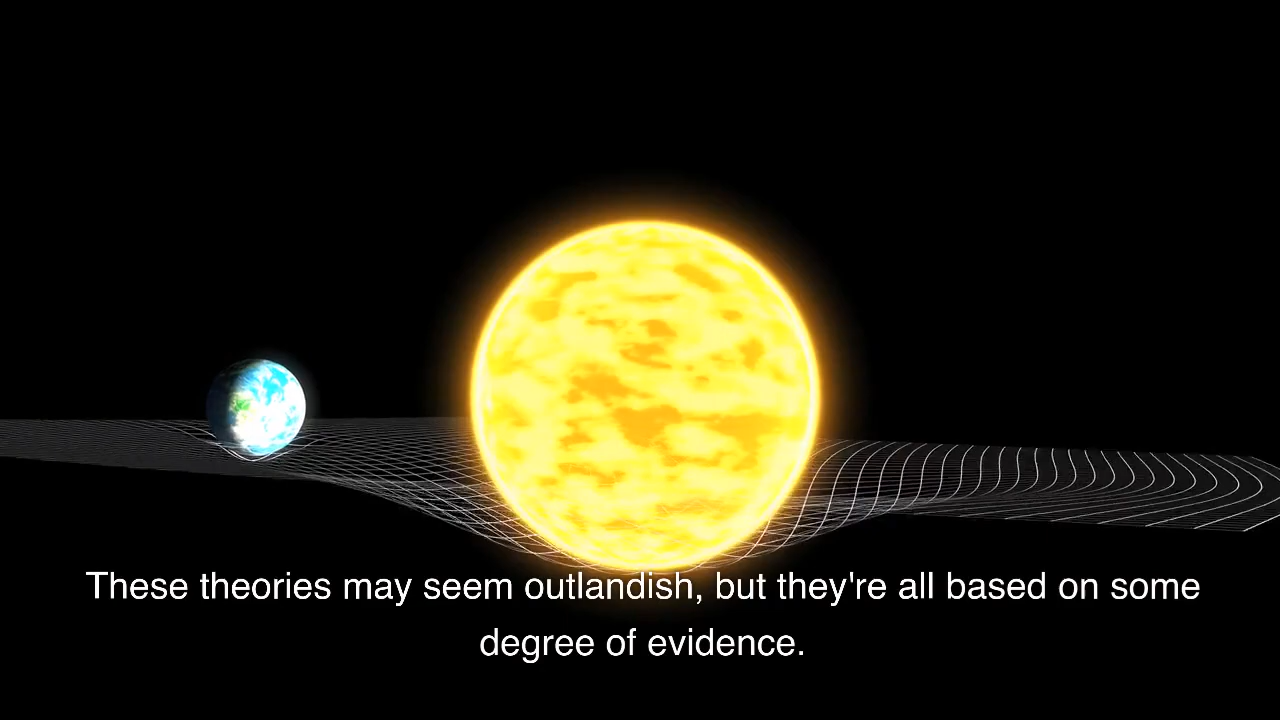 These theories may seem outlandish, but they're all based on some
degree of evidence.